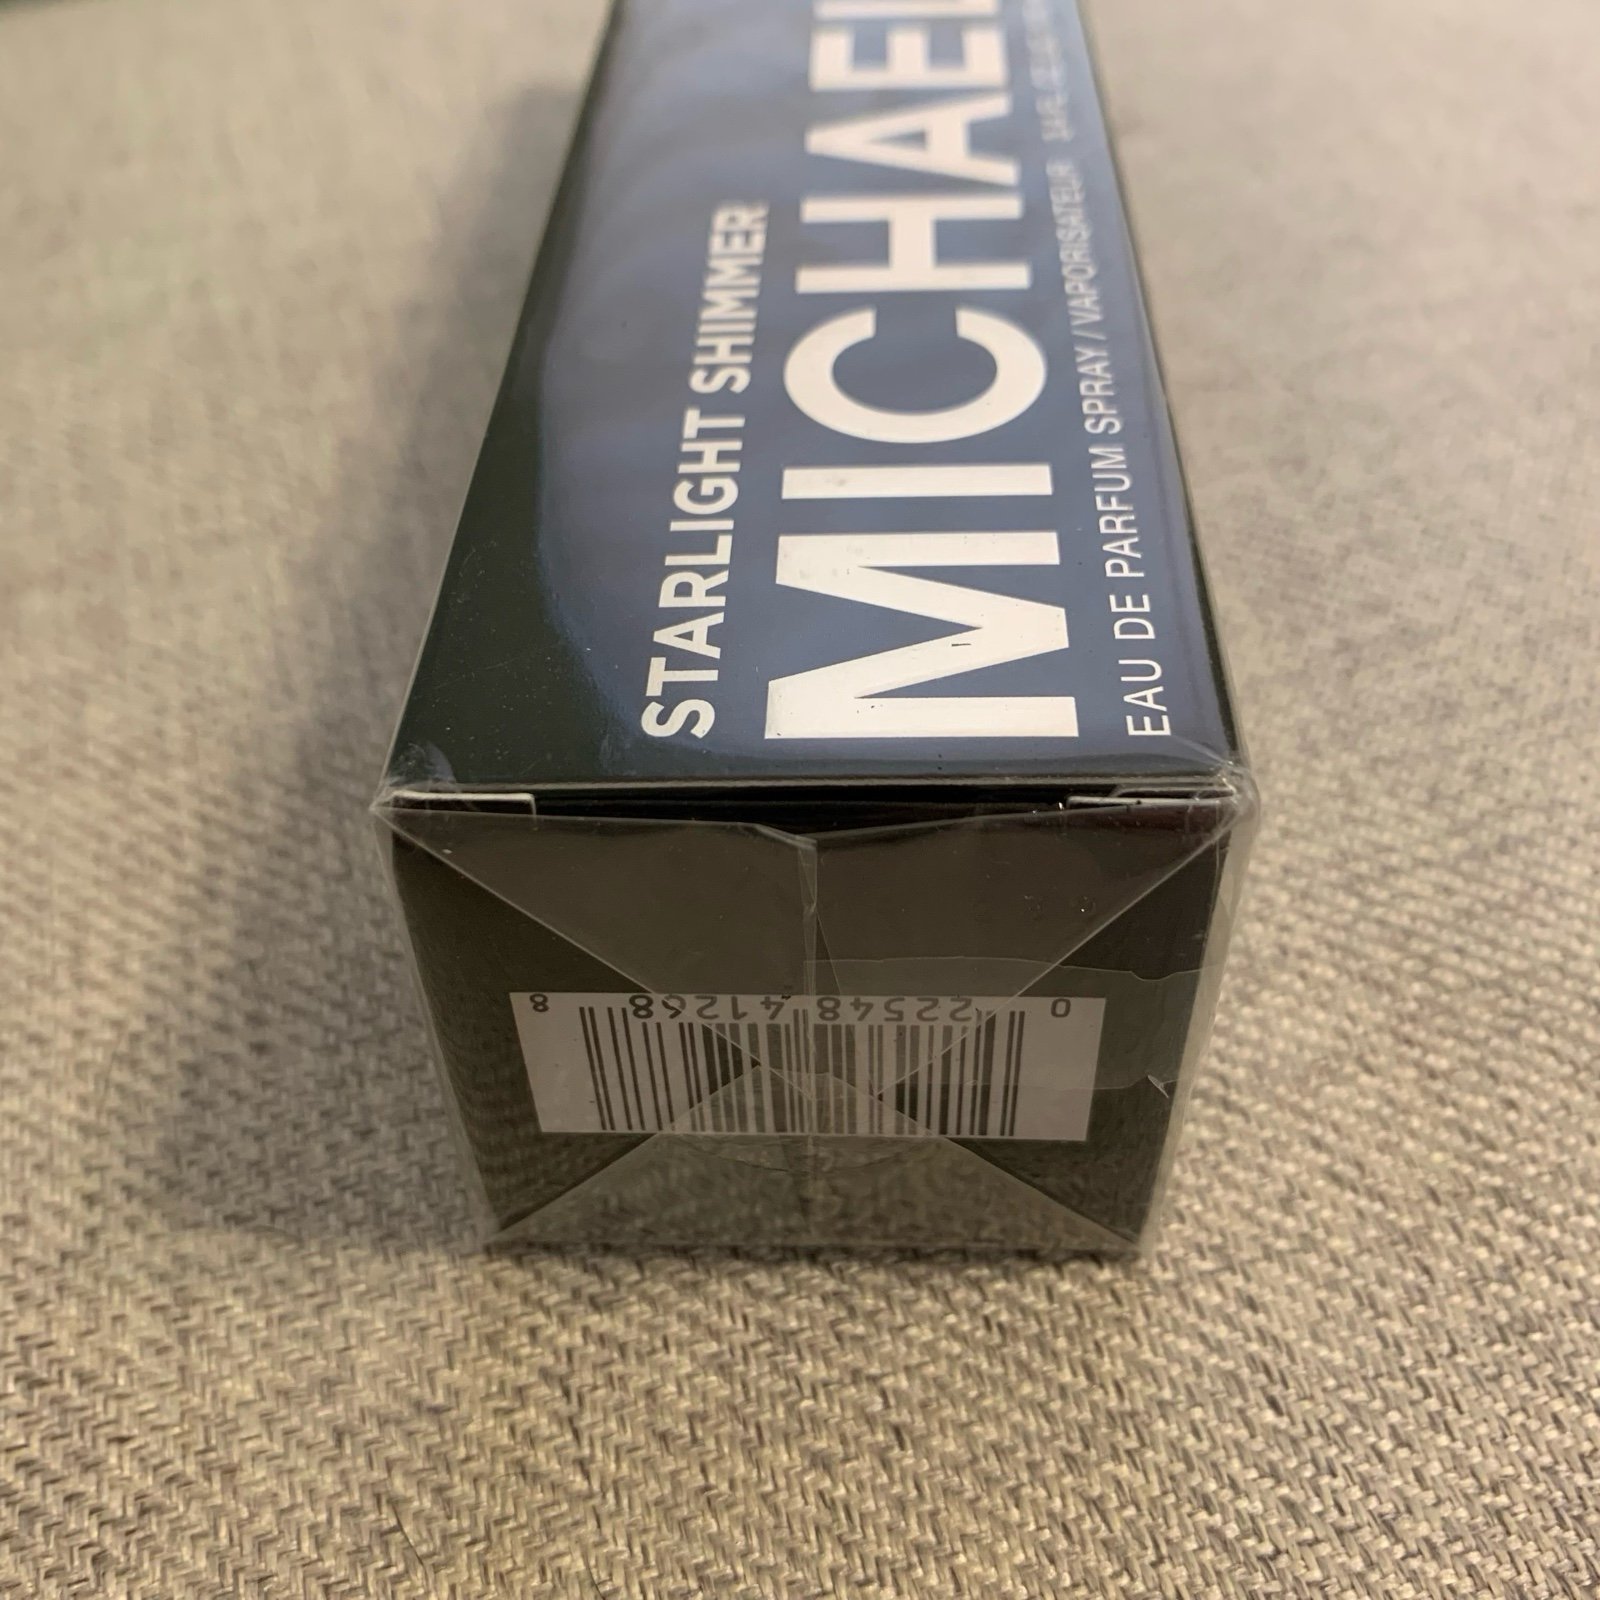 STARLIGHT SHIMMER
MICHAEL
EAU DE PARFUM SPRAY / VAPORISATEUR
0 22548 41268 8